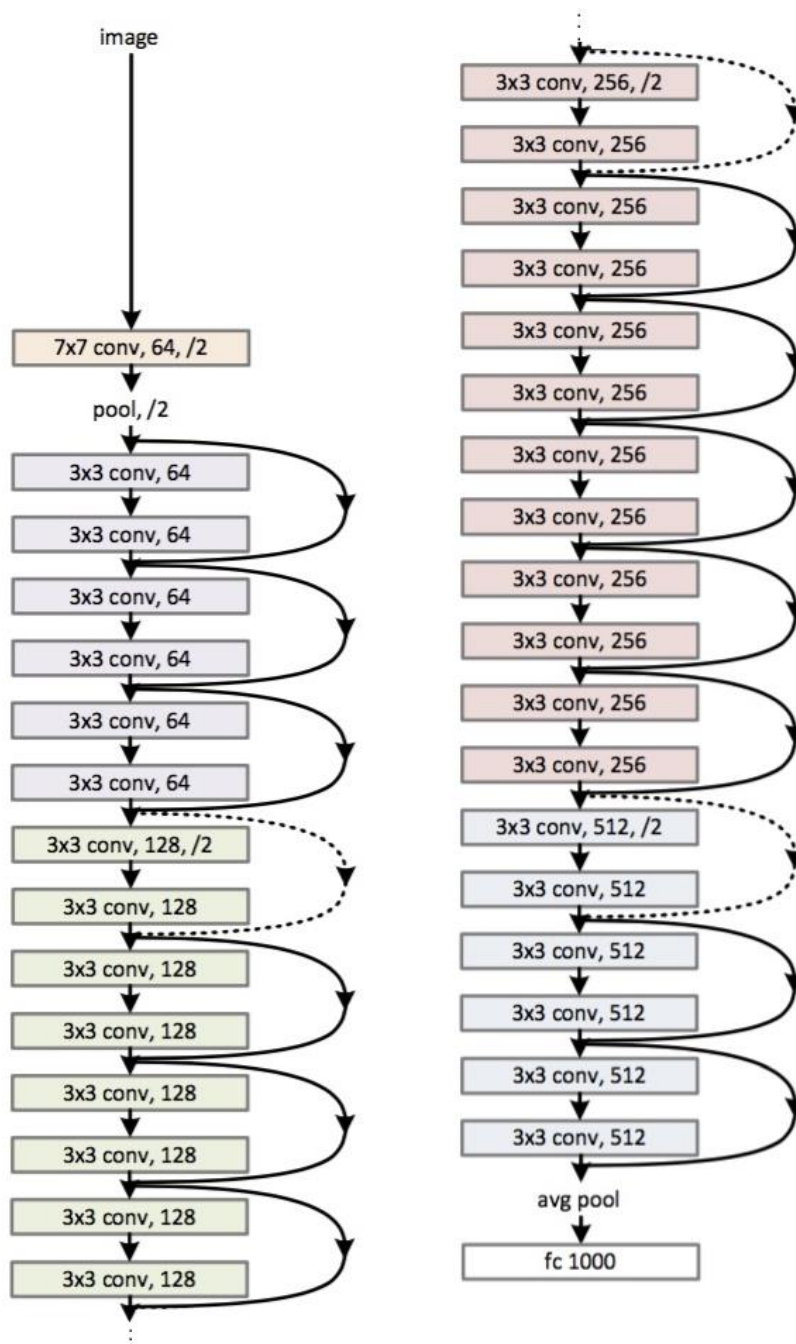 image
7x7 conv, 64, /2
pool, /2
3x3 conv, 64
3x3 conv, 64
3x3 conv, 64
3x3 conv, 64
3x3 conv, 64
3x3 conv, 64
3x3 conv, 128, /2
3x3 conv, 128
3x3 conv, 128
3x3 conv, 128
3x3 conv, 128
3x3 conv, 128
3x3 conv, 128
3x3 conv, 128
3x3 conv, 256, /2
3x3 conv, 256
3x3 conv, 256
3x3 conv, 256
3x3 conv, 256
3x3 conv, 256
3x3 conv, 256
3x3 conv, 256
3x3 conv, 256
3x3 conv, 256
3x3 conv, 256
3x3 conv, 256
3x3 conv, 512, /2
3x3 conv, 512
3x3 conv, 512
3x3 conv, 512
3x3 conv, 512
3x3 conv, 512
avg pool
fc 1000